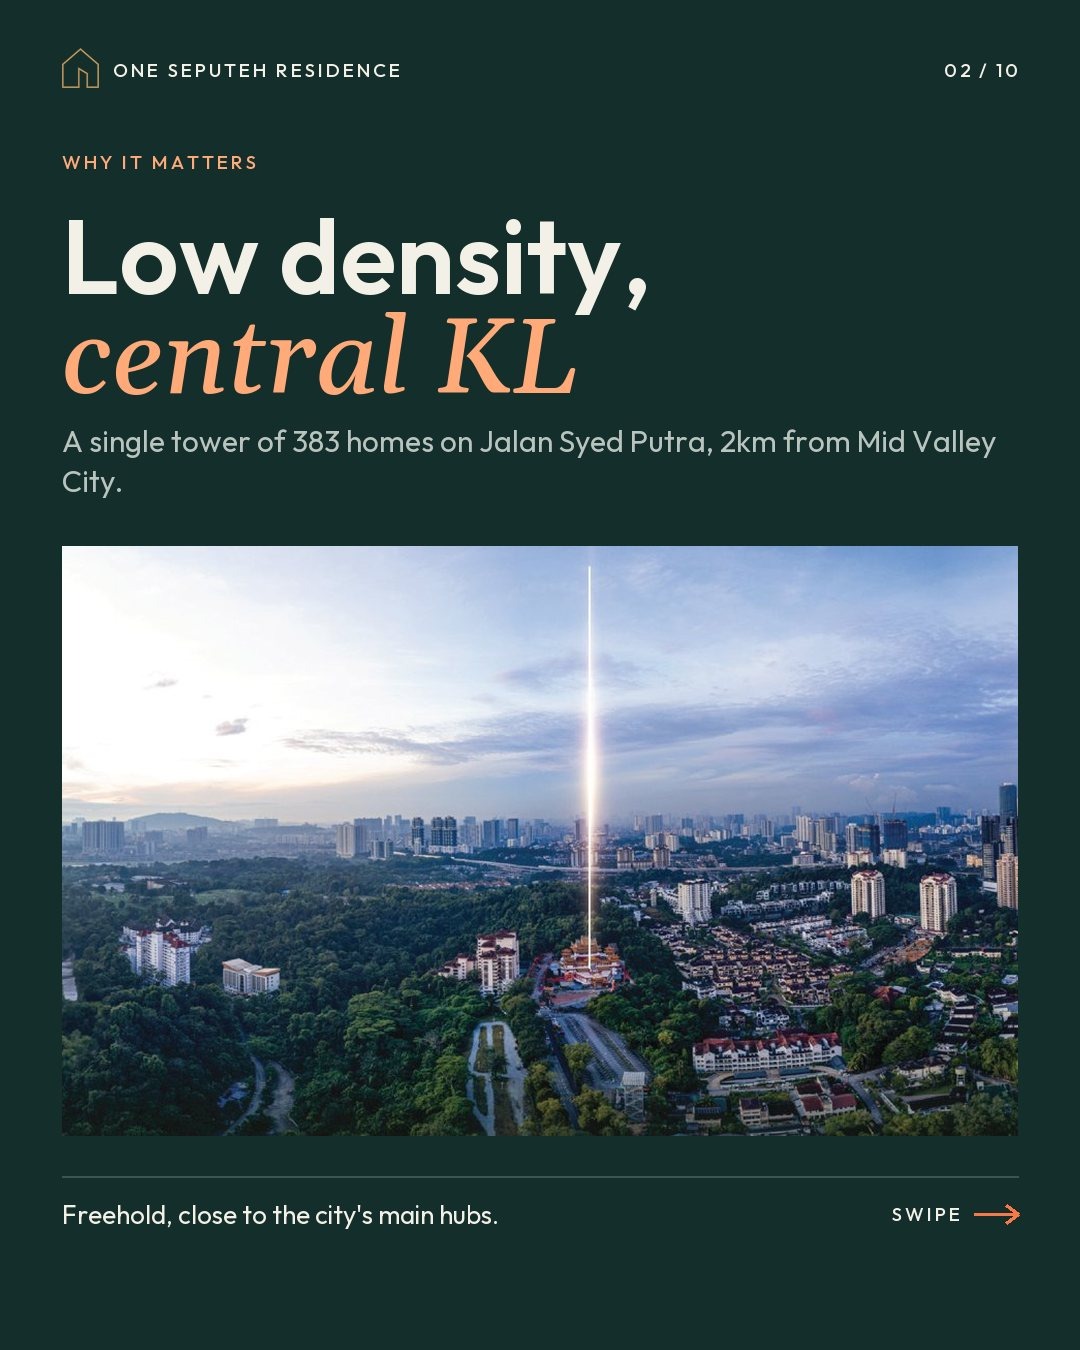 ONE SEPUTEH RESIDENCE
02 / 10
WHY IT MATTERS
Low density,
central KL
A single tower of 383 homes on Jalan Syed Putra, 2km from Mid Valley
City.
Freehold, close to the city's main hubs.
SWIPE